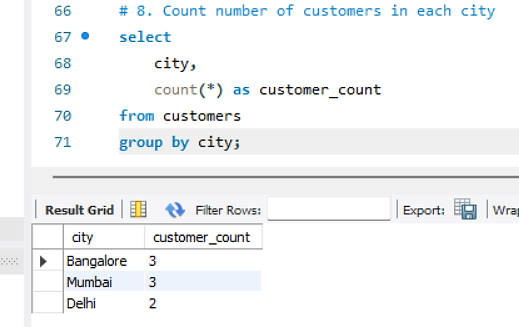 66 # 8. Count number of customers in each city
67 select
68 city,
69 count(*) as customer_count
70 from customers
71 group by city;
Result Grid Filter Rows: Export:
city customer_count
Bangalore 3
Mumbai 3
Delhi 2